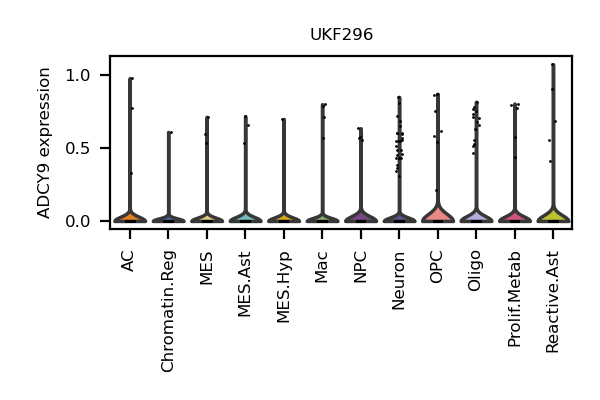 UKF296
ADCY9 expression
1.0
0.5
0.0
AC
Chromatin.Reg
MES
MES.Ast
MES.Hyp
Mac
NPC
Neuron
OPC
Oligo
Prolif.Metab
Reactive.Ast